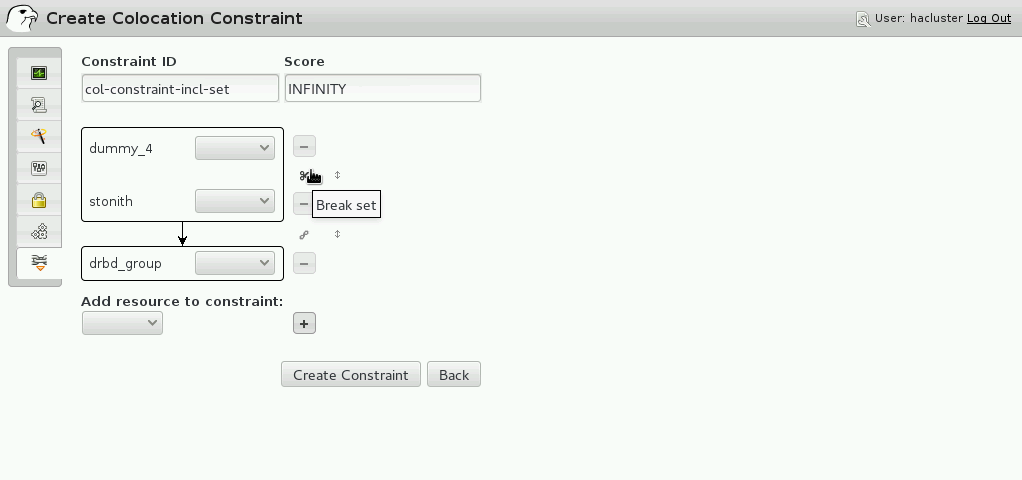 Create Colocation Constraint
User: hacluster Log Out
Constraint ID Score
col-constraint-incl-set INFINITY
dummy_4
stonith
Break set
drbd_group
Add resource to constraint:
Create Constraint Back